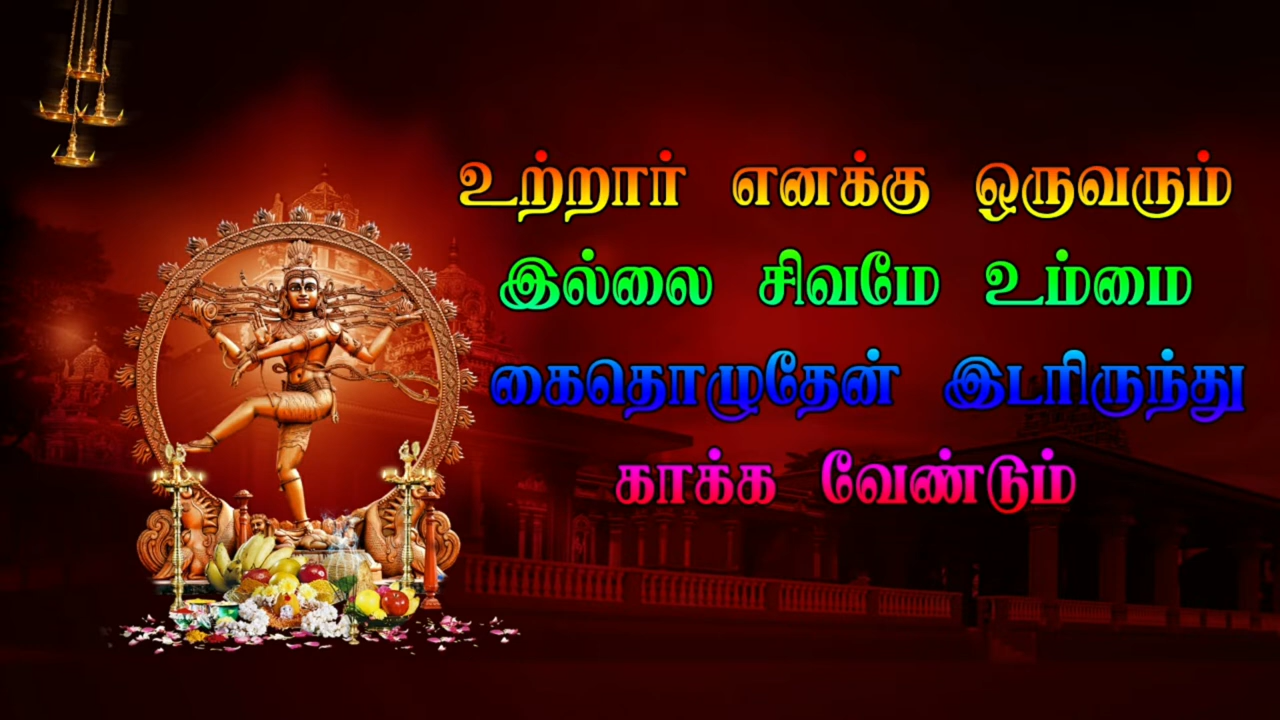 உற்றார் எனக்கு ஒருவரும்
இல்லை சிவமே உம்மை
கைதொழுதேன் இடரிருந்து
காக்க வேண்டும்